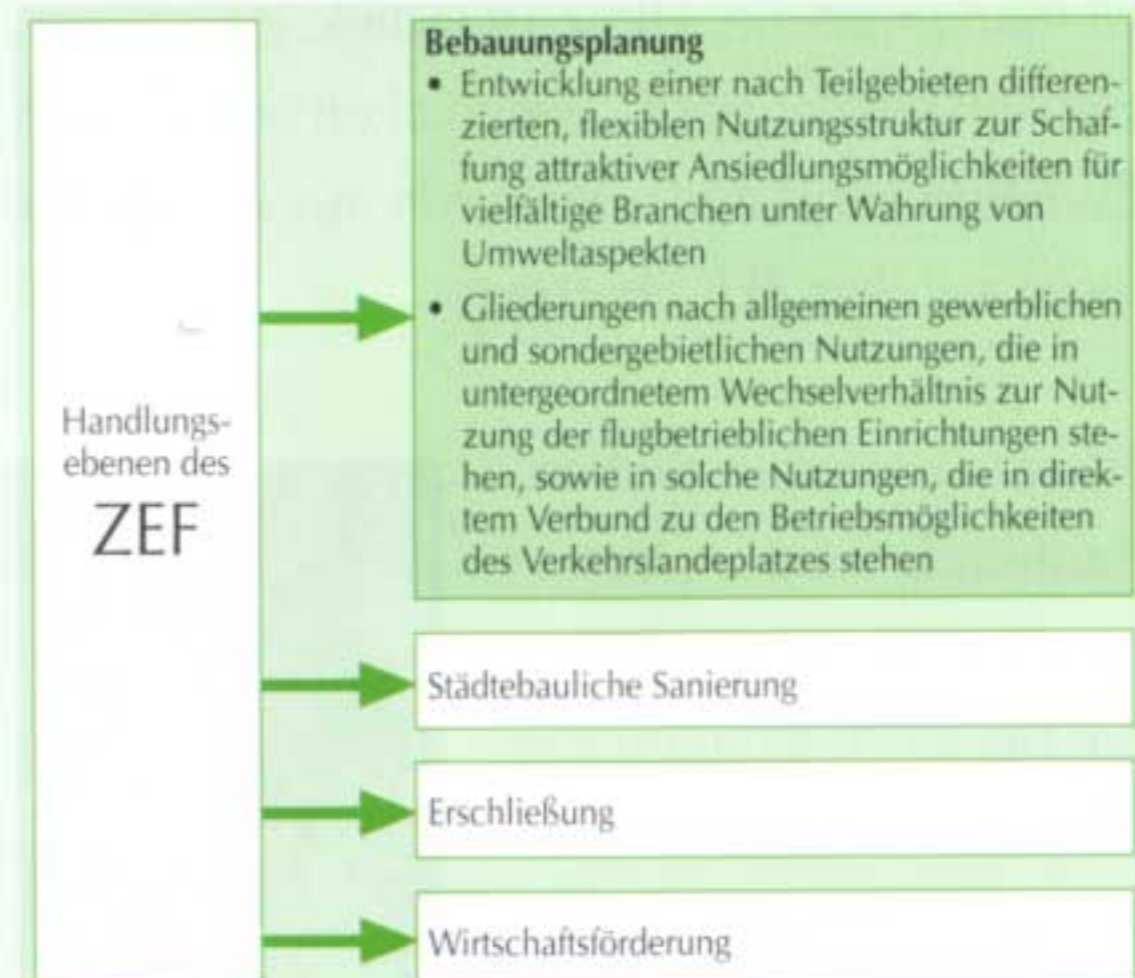 Handlungs-
ebenen des
ZEF
Bebauungsplanung
• Entwicklung einer nach Teilgebieten differen-
zierten, flexiblen Nutzungsstruktur zur Schaf-
fung attraktiver Ansiedlungsmöglichkeiten für
vielfältige Branchen unter Wahrung von
Umweltaspekten
• Gliederungen nach allgemeinen gewerblichen
und sondergebietlichen Nutzungen, die in
untergeordnetem Wechselverhältnis zur Nut-
zung der flugbetrieblichen Einrichtungen ste-
hen, sowie in solche Nutzungen, die in direk-
tem Verbund zu den Betriebsmöglichkeiten
des Verkehrslandeplatzes stehen
Städtebauliche Sanierung
Erschließung
Wirtschaftsförderung